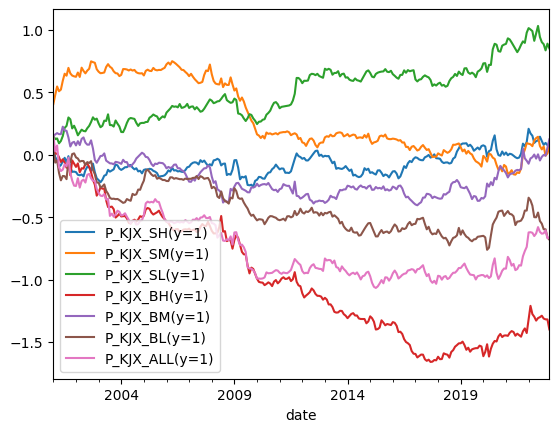 1.0
0.5
0.0
−0.5
−1.0
−1.5
P_KJX_SH(y=1)
P_KJX_SM(y=1)
P_KJX_SL(y=1)
P_KJX_BH(y=1)
P_KJX_BM(y=1)
P_KJX_BL(y=1)
P_KJX_ALL(y=1)
2004 2009 2014 2019
date